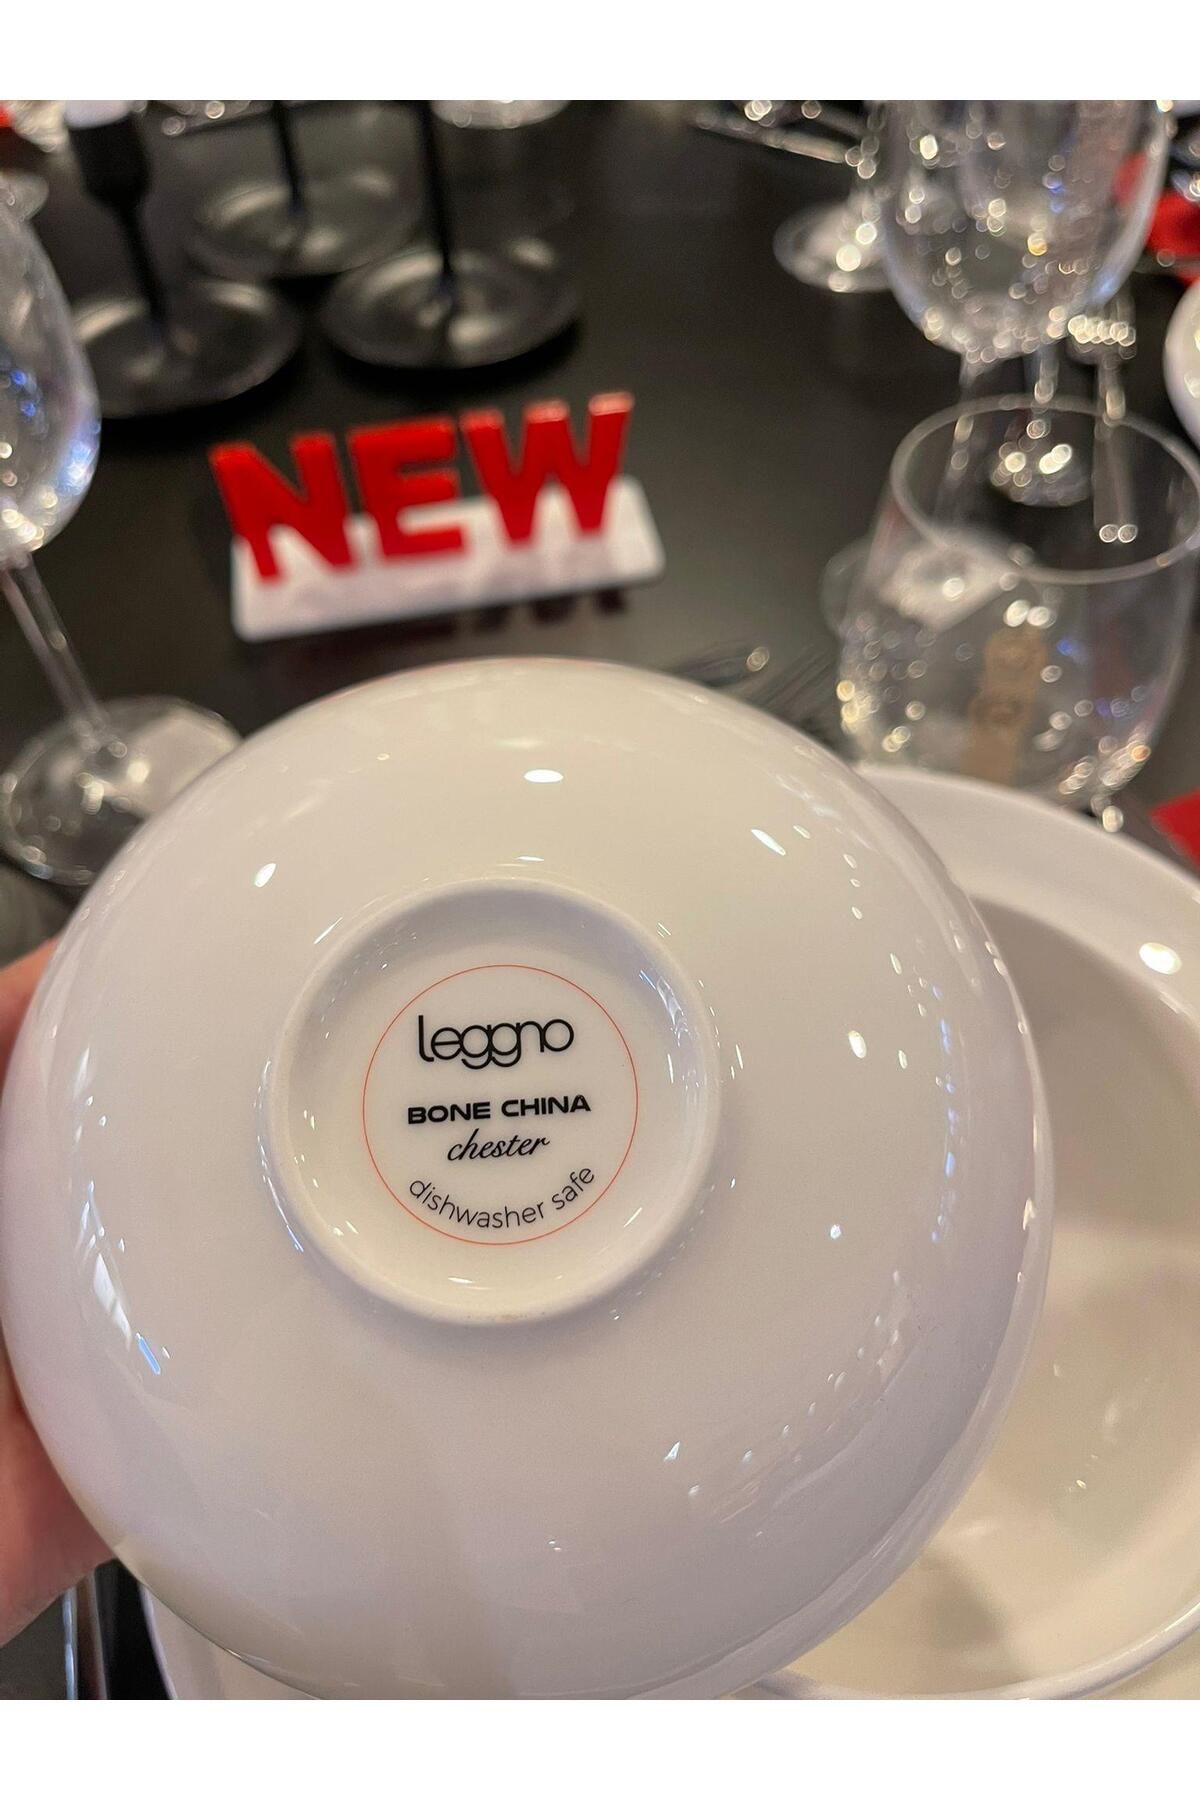 NEW
leggno
BONE CHINA
chester
dishwasher safe